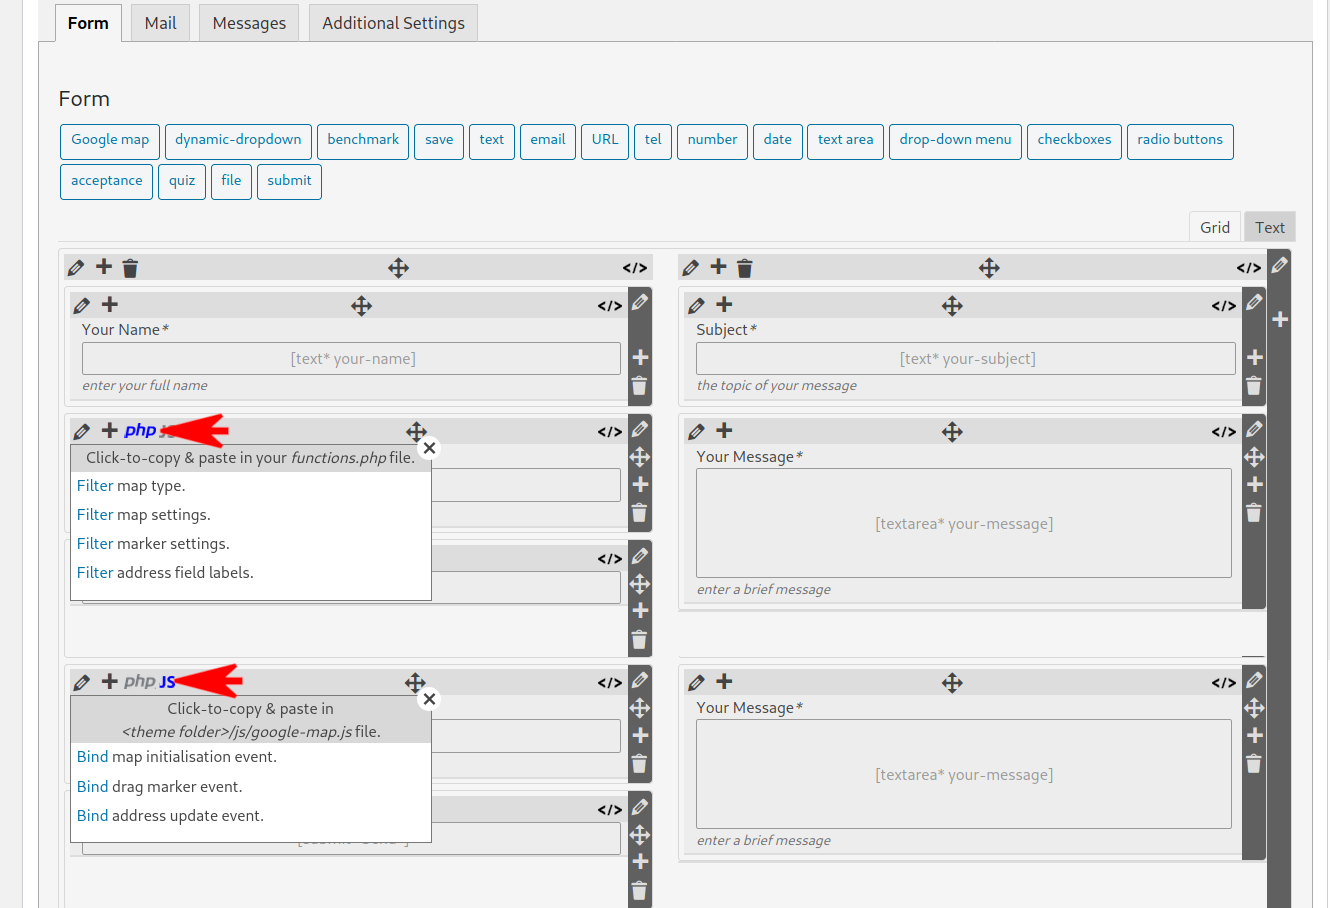 Form Mail Messages Additional Settings
Form
Google map dynamic-dropdown benchmark save text email URL tel number date text area drop-down menu checkboxes radio buttons
acceptance quiz file submit
Grid Text
</> </>
</> </>
Your Name* Subject*
[text* your-name] [text* your-subject]
enter your full name the topic of your message
php JS </> </>
Click-to-copy & paste in your functions.php file. Your Message*
Filter map type.
Filter map settings.
[textarea* your-message]
Filter marker settings.
</>
Filter address field labels.
enter a brief message
php JS </> </>
Click-to-copy & paste in Your Message*
<theme folder>/js/google-map.js file.
Bind map initialisation event.
[textarea* your-message]
Bind drag marker event.
</>
Bind address update event.
enter a brief message